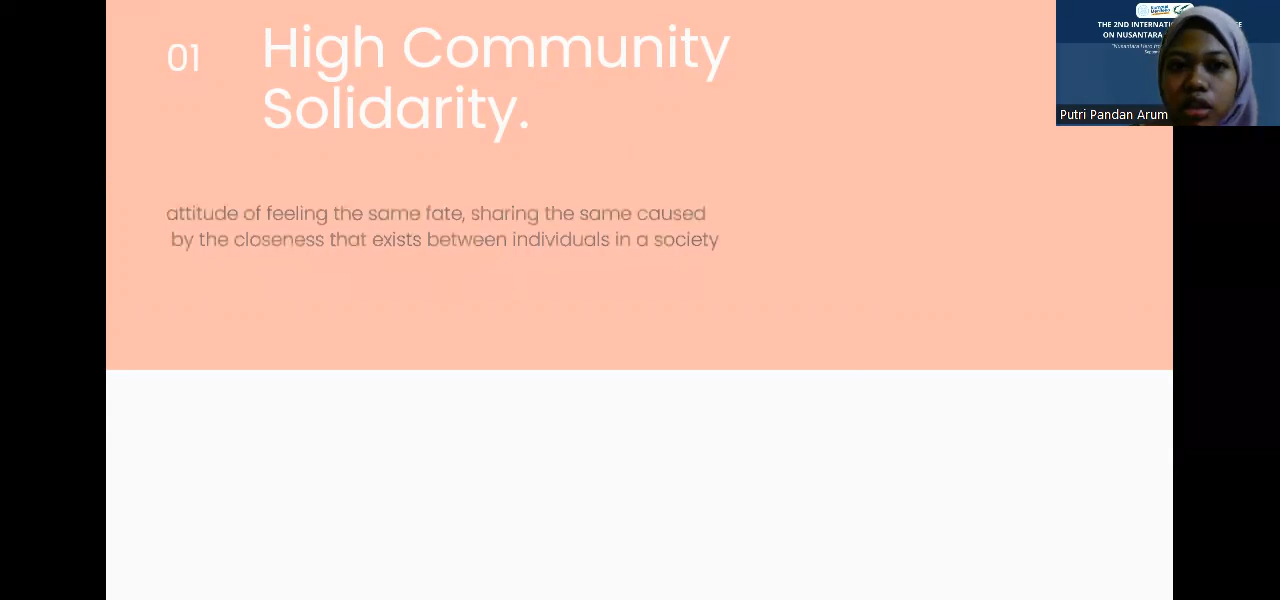 01
High Community
Solidarity.
attitude of feeling the same fate, sharing the same caused
by the closeness that exists between individuals in a society
THE 2ND
ON NUSANTARA
Putri Pandan Arum